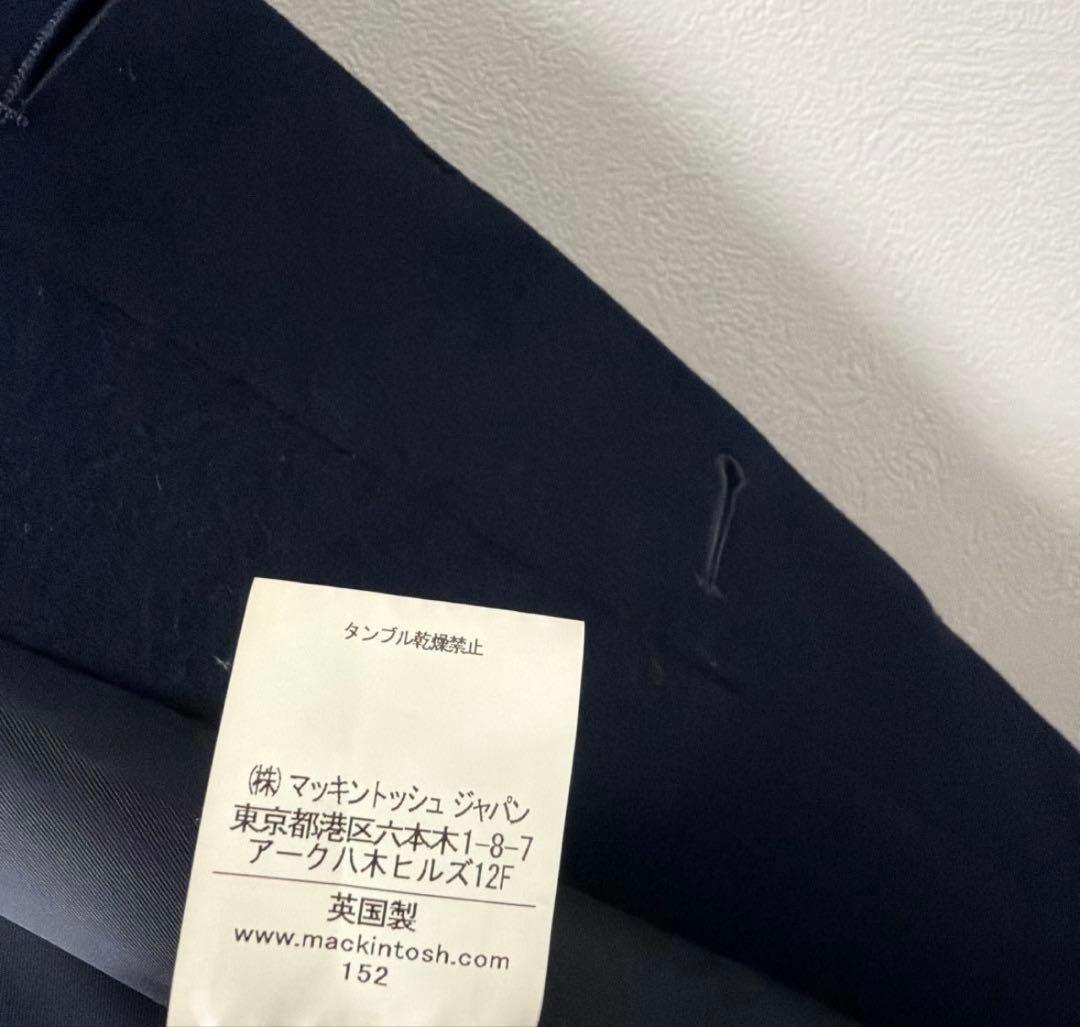 タンブル乾燥禁止
㈱ マッキントッシュ ジャパン
東京都港区六本木1-8-7
アーク八木ヒルズ12F
英国製
www.mackintosh.com
152